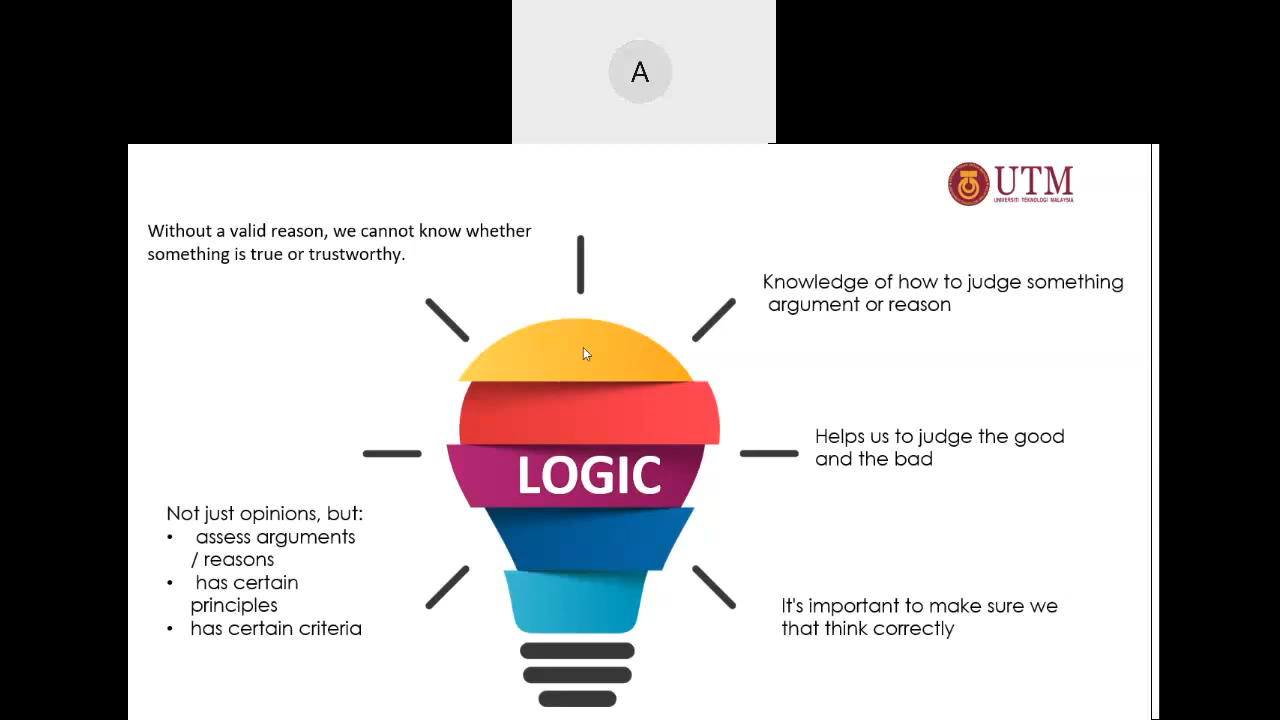 A
UTM
UNIVERSITI TEKNOLOGI MALAYSIA
Without a valid reason, we cannot know whether
something is true or trustworthy.
Knowledge of how to judge something
argument or reason
LOGIC
Helps us to judge the good
and the bad
Not just opinions, but:
• assess arguments
/ reasons
• has certain
principles
• has certain criteria
It's important to make sure we
that think correctly